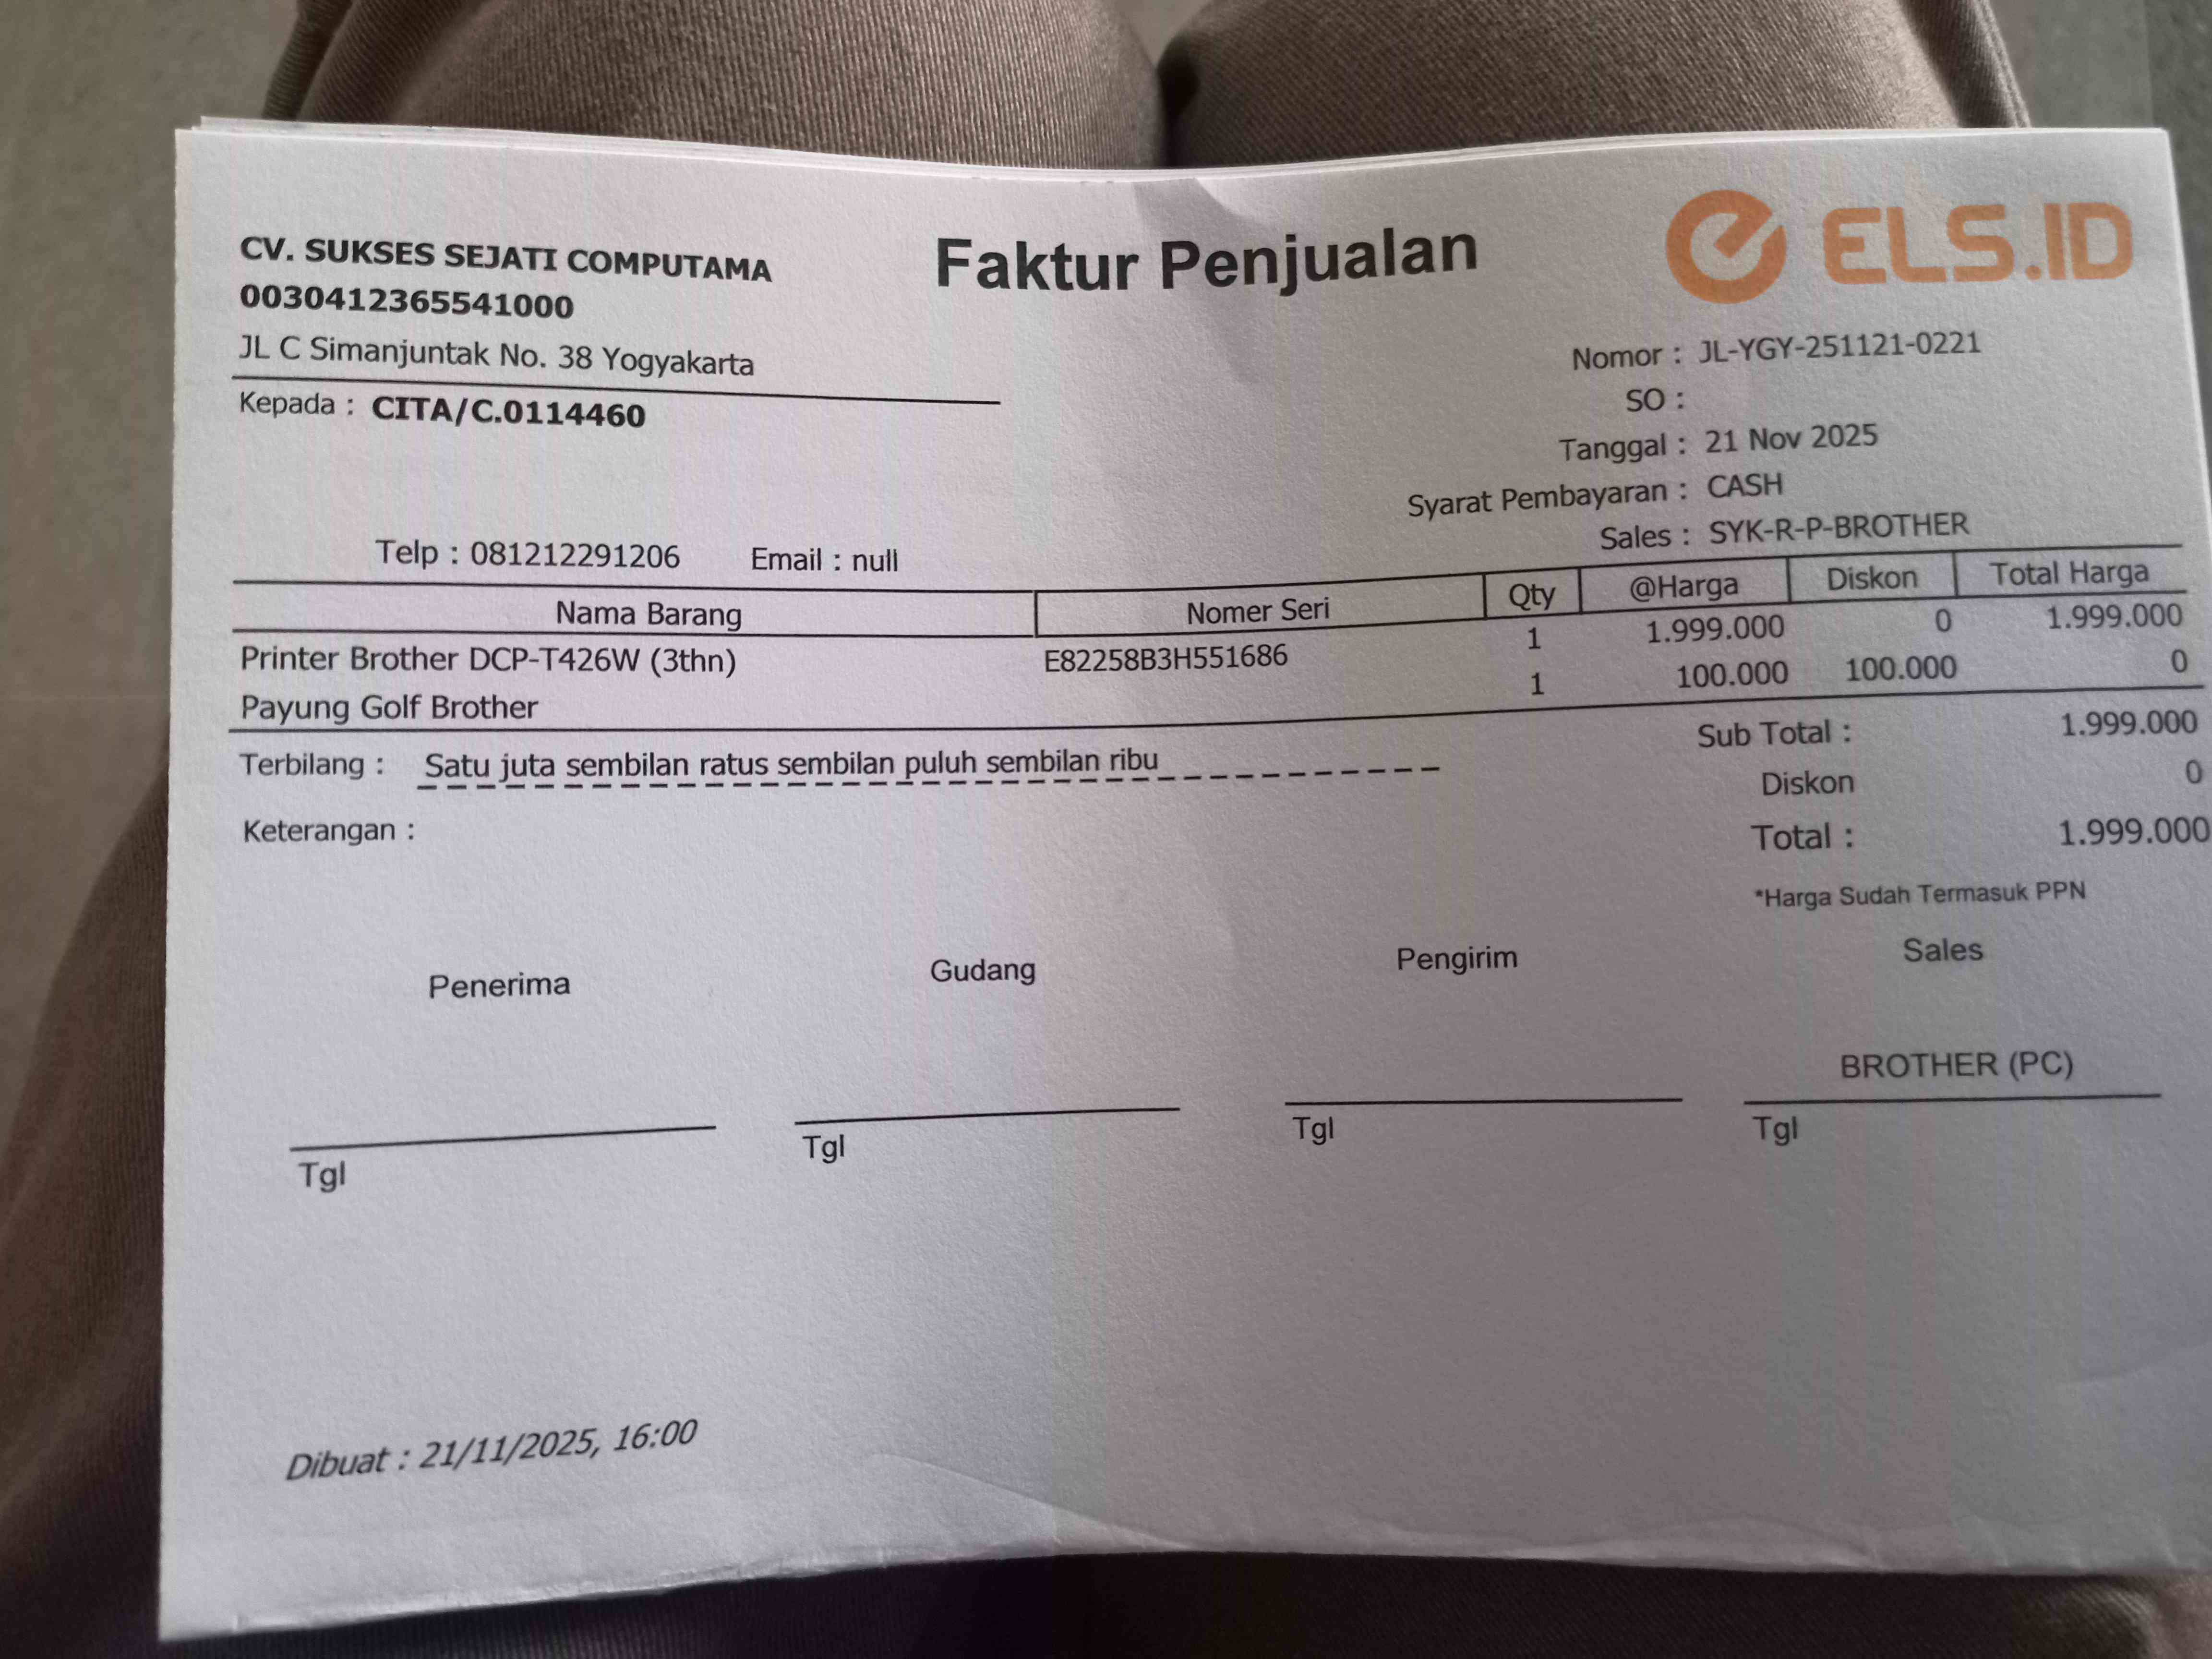 CV. SUKSES SEJATI COMPUTAMA
0030412365541000
JL C Simanjuntak No. 38 Yogyakarta
Kepada : CITA/C.0114460
Telp : 081212291206 Email : null
Faktur Penjualan
ELS.ID
Nomor : JL-YGY-251121-0221
SO :
Tanggal : 21 Nov 2025
Syarat Pembayaran : CASH
Sales : SYK-R-P-BROTHER
Nama Barang Nomer Seri Qty @Harga Diskon Total Harga
Printer Brother DCP-T426W (3thn) E82258B3H551686 1 1.999.000 0 1.999.000
Payung Golf Brother 1 100.000 100.000 0
Terbilang : Satu juta sembilan ratus sembilan puluh sembilan ribu
Keterangan :
Sub Total : 1.999.000
Diskon 0
Total : 1.999.000
*Harga Sudah Termasuk PPN
Penerima Gudang Pengirim Sales
BROTHER (PC)
Tgl Tgl Tgl Tgl
Dibuat : 21/11/2025, 16:00